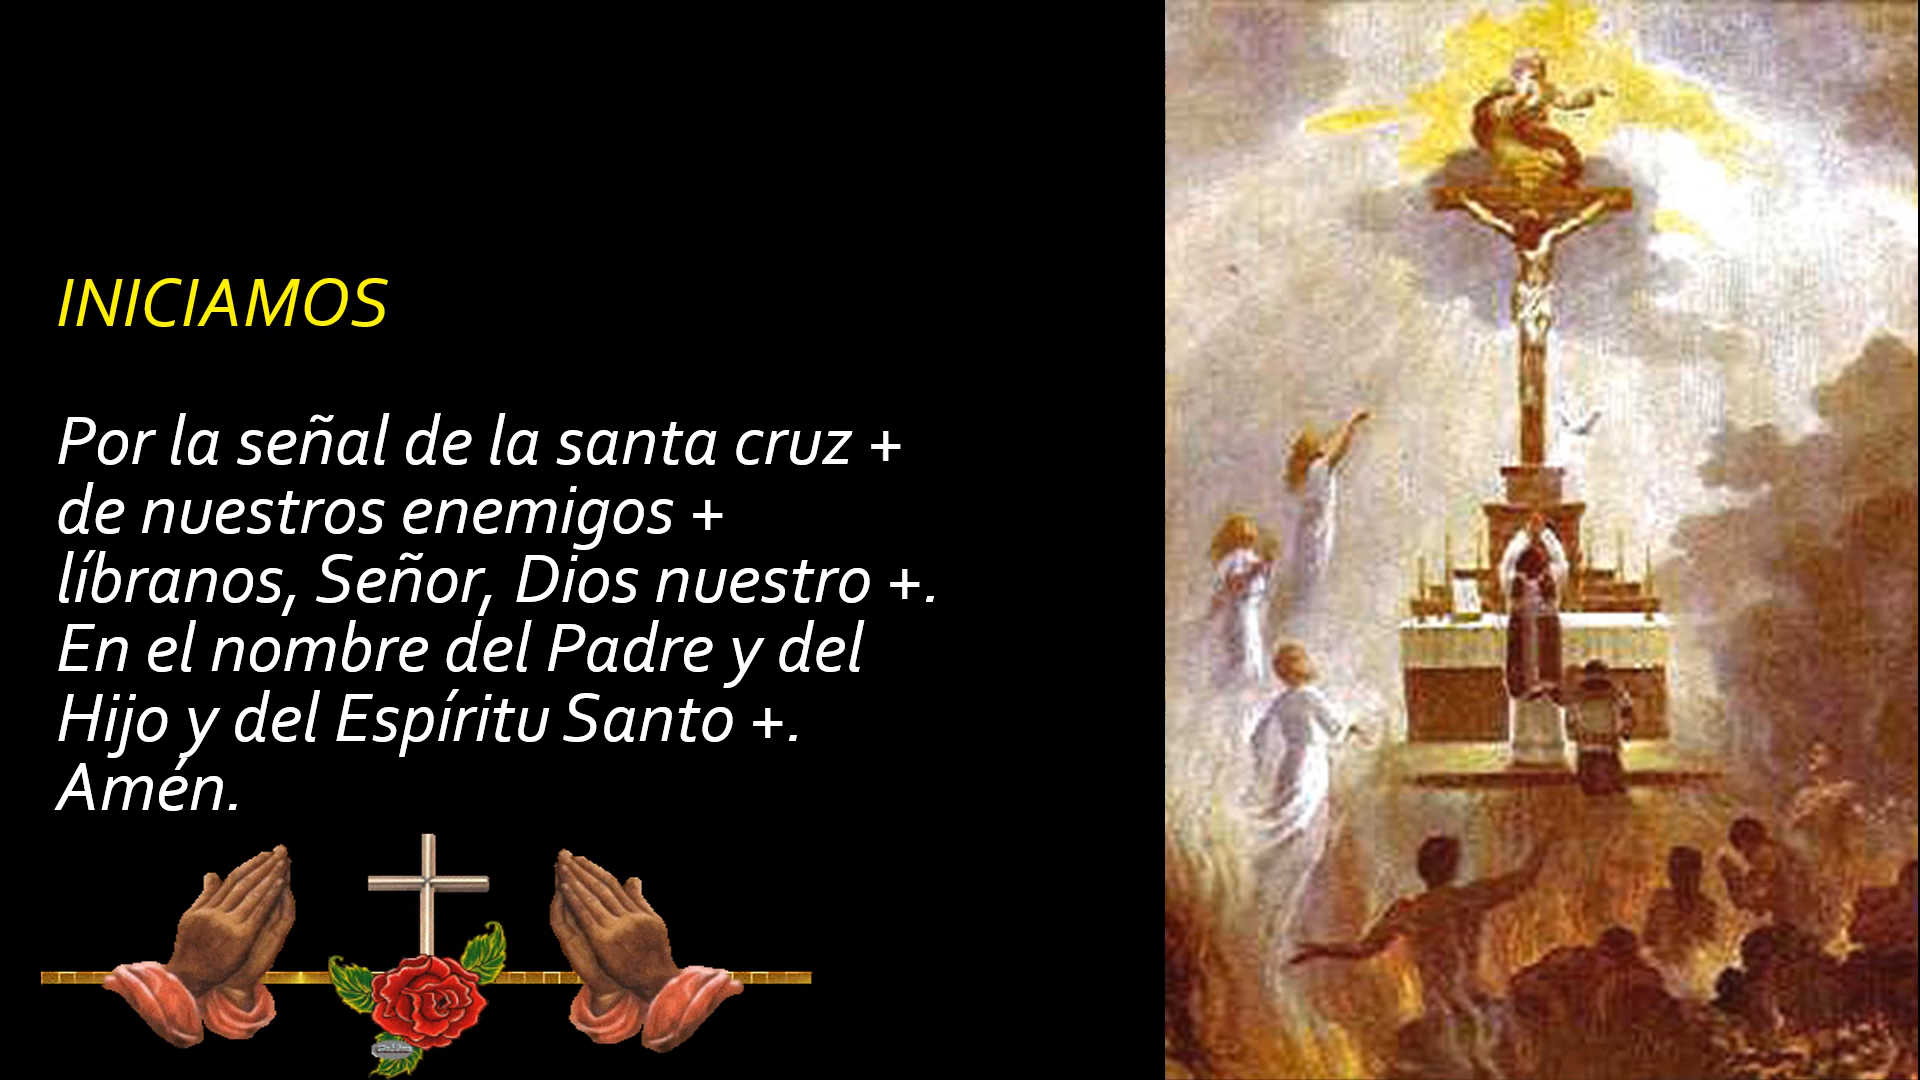 INICIAMOS
Por la señal de la santa cruz +
de nuestros enemigos +
líbranos, Señor, Dios nuestro +.
En el nombre del Padre y del
Hijo y del Espíritu Santo +.
Amén.